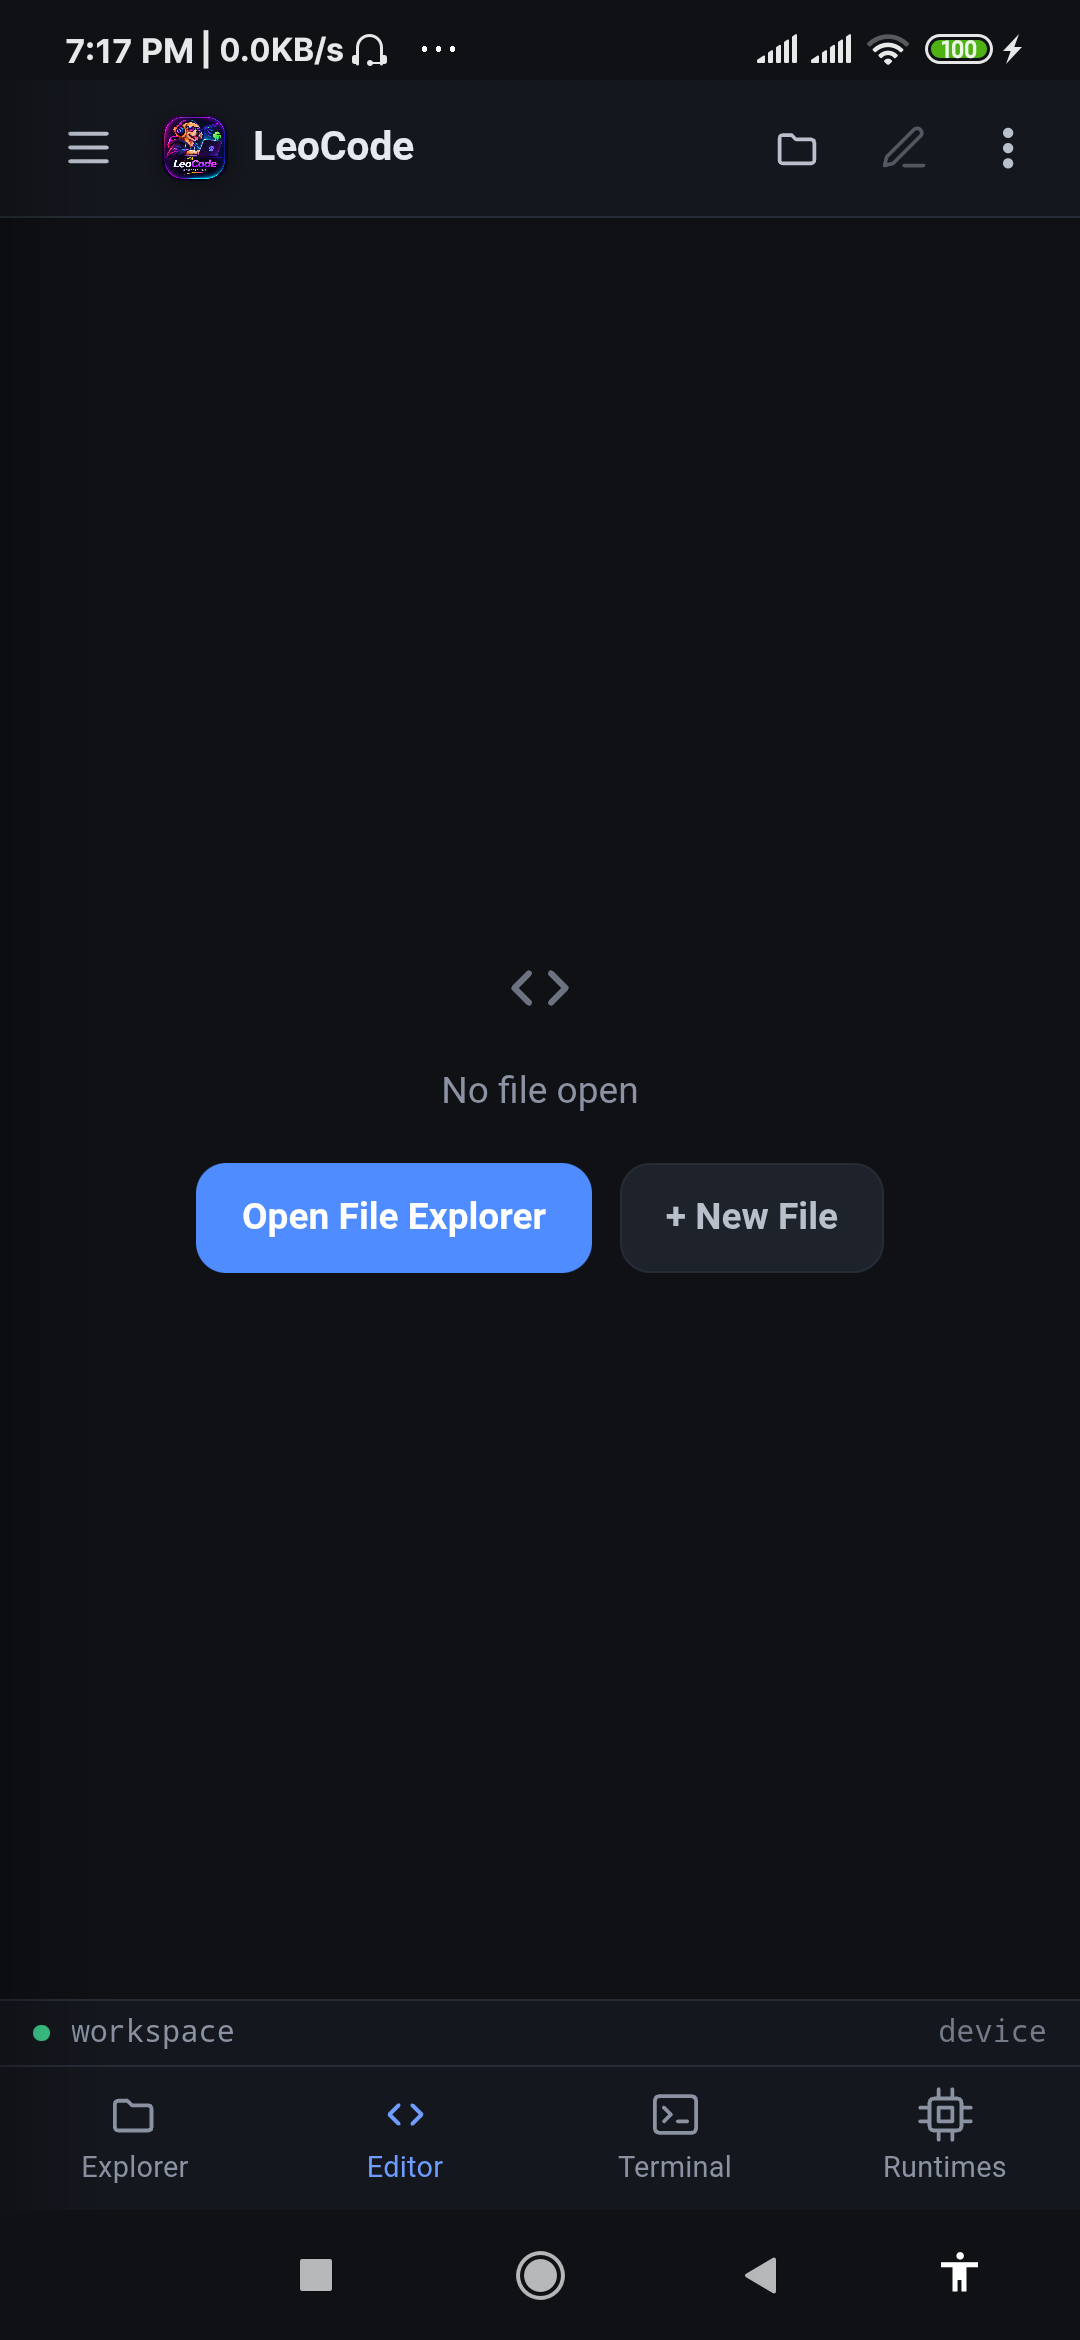 7:17 PM | 0.0KB/s ...
100
LeoCode
LeoCode
No file open
Open File Explorer
+ New File
workspace
device
Explorer
Editor
Terminal
Runtimes